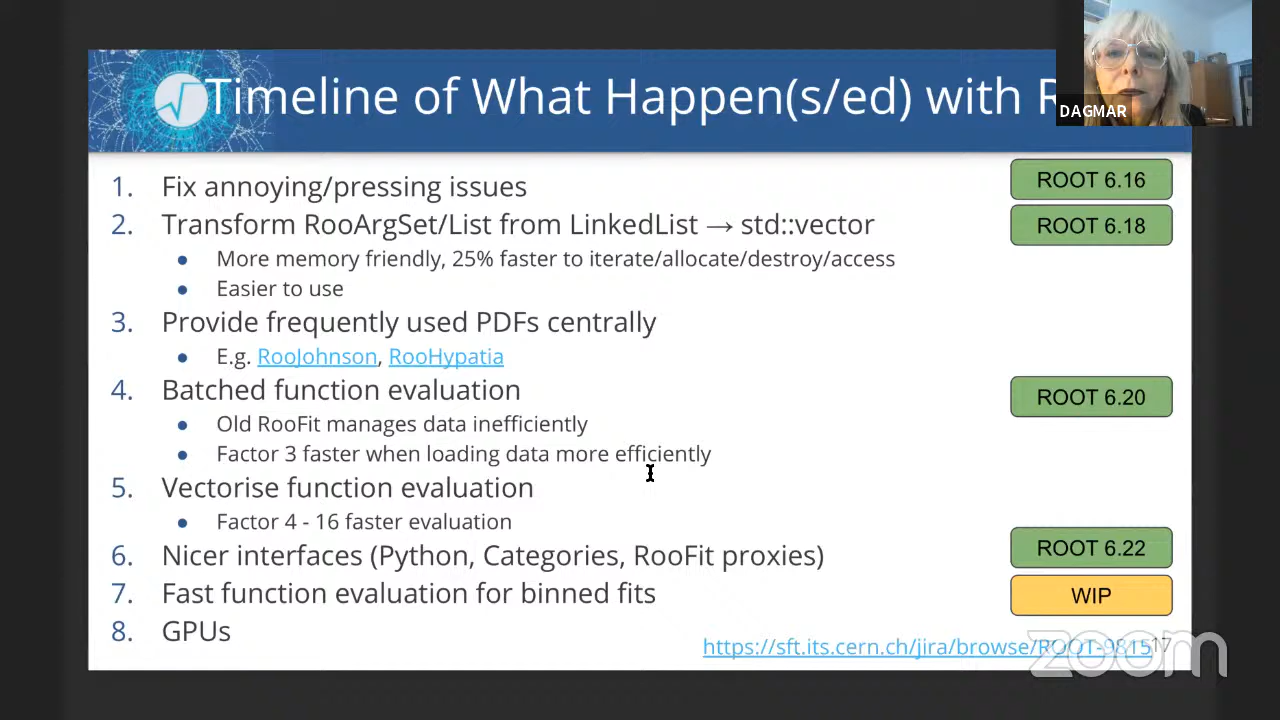 Timeline of What Happen(s/ed) with R
DAGMAR
1. Fix annoying/pressing issues
ROOT 6.16
2. Transform RooArgSet/List from LinkedList → std::vector
ROOT 6.18
● More memory friendly, 25% faster to iterate/allocate/destroy/access
● Easier to use
3. Provide frequently used PDFs centrally
● E.g. RooJohnson, RooHypatia
4. Batched function evaluation
ROOT 6.20
● Old RooFit manages data inefficiently
● Factor 3 faster when loading data more efficiently
5. Vectorise function evaluation
● Factor 4 - 16 faster evaluation
6. Nicer interfaces (Python, Categories, RooFit proxies)
ROOT 6.22
7. Fast function evaluation for binned fits
WIP
8. GPUs
https://sft.its.cern.ch/jira/browse/ROOT-9815
17
zoom